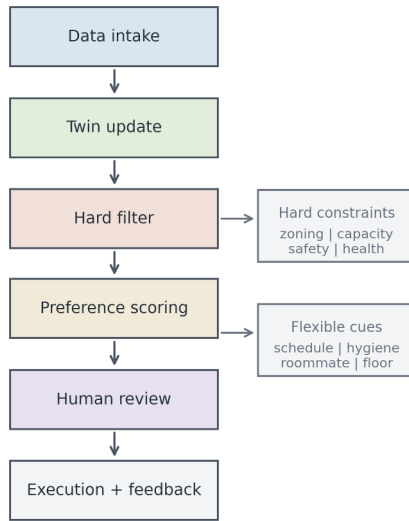 Data intake
Twin update
Hard filter
Hard constraints
zoning | capacity
safety | health
Preference scoring
Flexible cues
schedule | hygiene
roommate | floor
Human review
Execution + feedback